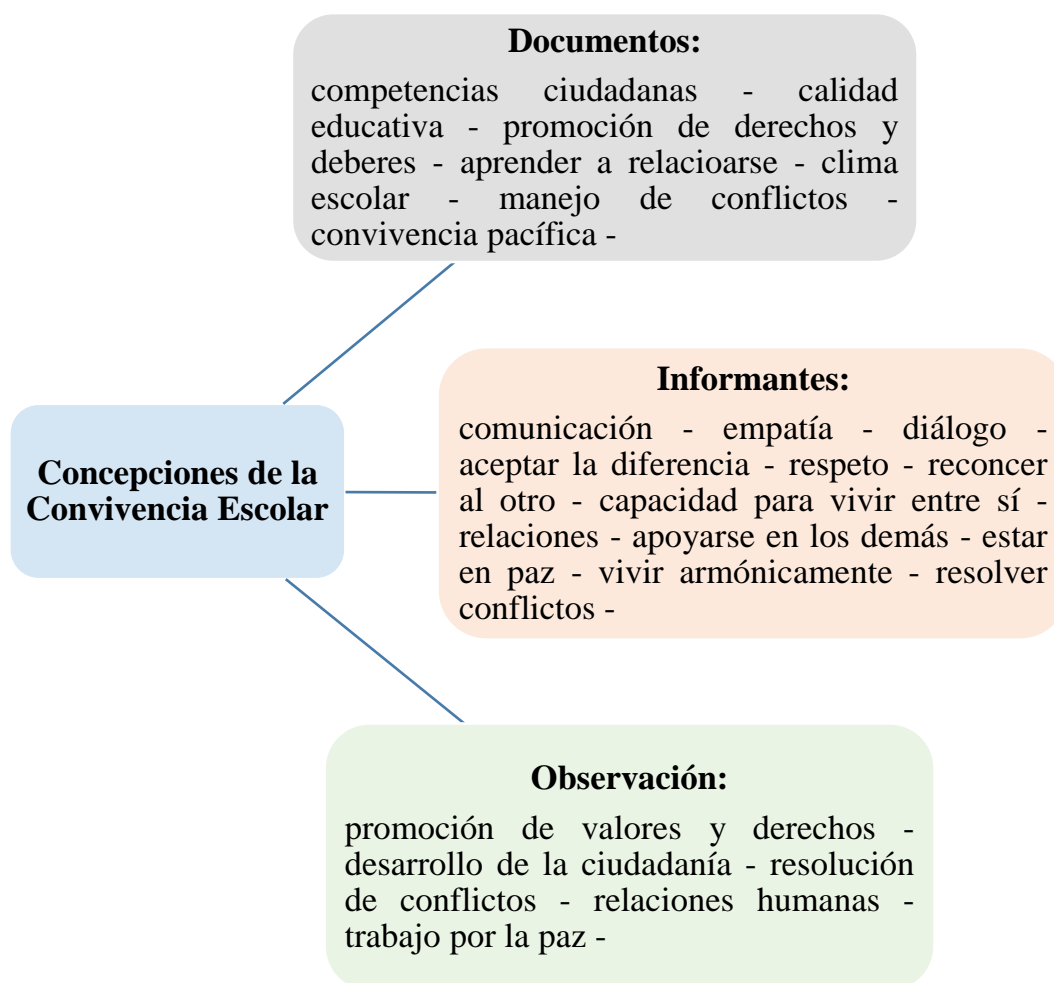 Documentos:
competencias ciudadanas - calidad
educativa - promoción de derechos y
deberes - aprender a relacioarse - clima
escolar - manejo de conflictos -
convivencia pacífica -
Informantes:
comunicación - empatía - diálogo -
aceptar la diferencia - respeto - reconcer
al otro - capacidad para vivir entre sí -
relaciones - apoyarse en los demás - estar
en paz - vivir armónicamente - resolver
conflictos -
Concepciones de la
Convivencia Escolar
Observación:
promoción de valores y derechos -
desarrollo de la ciudadanía - resolución
de conflictos - relaciones humanas -
trabajo por la paz -